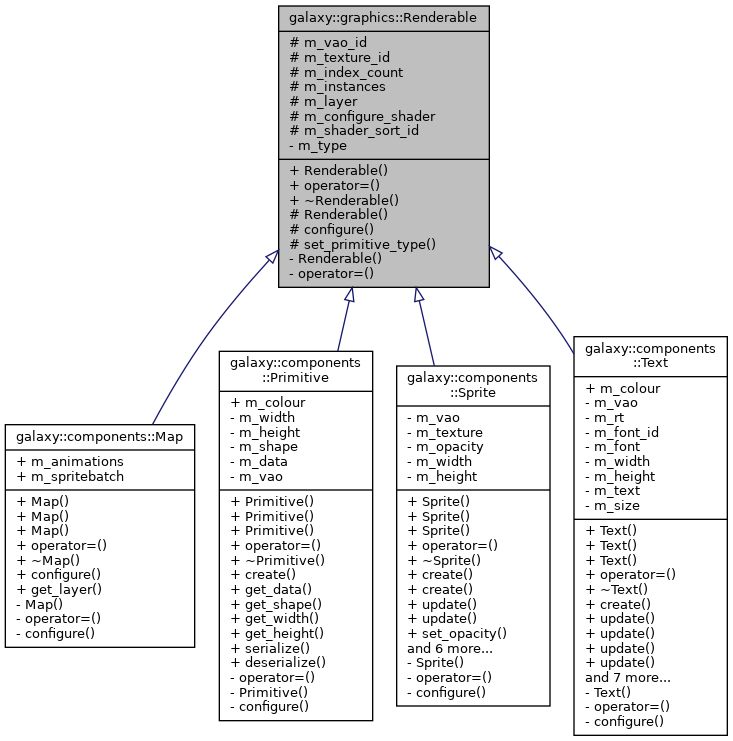 galaxy::graphics::Renderable
# m_vao_id
# m_texture_id
# m_index_count
# m_instances
# m_layer
# m_configure_shader
# m_shader_sort_id
- m_type
+ Renderable()
+ operator=()
+ ~Renderable()
# Renderable()
# configure()
# set_primitive_type()
- Renderable()
- operator=()
galaxy::components::Map
+ m_animations
+ m_spritebatch
+ Map()
+ Map()
+ Map()
+ operator=()
+ ~Map()
+ configure()
+ get_layer()
- Map()
- operator=()
- configure()
galaxy::components
::Primitive
+ m_colour
- m_width
- m_height
- m_shape
- m_data
- m_vao
+ Primitive()
+ Primitive()
+ Primitive()
+ operator=()
+ ~Primitive()
+ create()
+ get_data()
+ get_shape()
+ get_width()
+ get_height()
+ serialize()
+ deserialize()
- operator=()
- Primitive()
- configure()
galaxy::components
::Sprite
- m_vao
- m_texture
- m_opacity
- m_width
- m_height
+ Sprite()
+ Sprite()
+ Sprite()
+ operator=()
+ ~Sprite()
+ create()
+ create()
+ update()
+ update()
+ set_opacity()
and 6 more...
- Sprite()
- operator=()
- configure()
galaxy::components
::Text
+ m_colour
- m_vao
- m_rt
- m_font_id
- m_font
- m_width
- m_height
- m_text
- m_size
+ Text()
+ Text()
+ Text()
+ operator=()
+ ~Text()
+ create()
+ update()
+ update()
+ update()
+ update()
and 7 more...
- Text()
- operator=()
- configure()